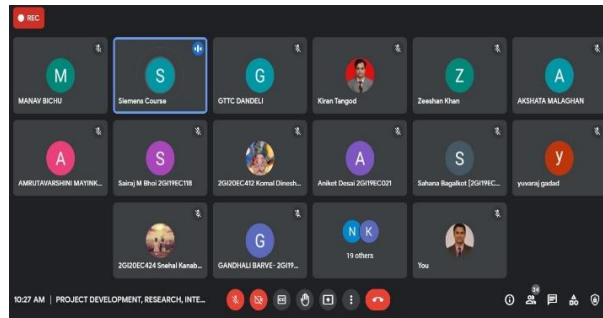 REC
M
MANAV BICHU
S
Siemens Course
G
GTTC DANDELI
Kiran Tangod
Z
Zeeshan Khan
A
AKSHATA MALAGHAN
A
AMRUTAVARSHINI MAYINK...
S
Sairaj M Bhoi 2GI19EC118
2GI20EC412 Komal Dinesh...
A
Aniket Desai 2GI19EC021
S
Sahana Bagalkot [2GI19EC...
y
yuvaraj gadad
2GI20EC424 Snehal Kanab...
G
GANDHALI BARVE- 2GI19...
N K
19 others
You
10:27 AM | PROJECT DEVELOPMENT, RESEARCH, INTE...
34